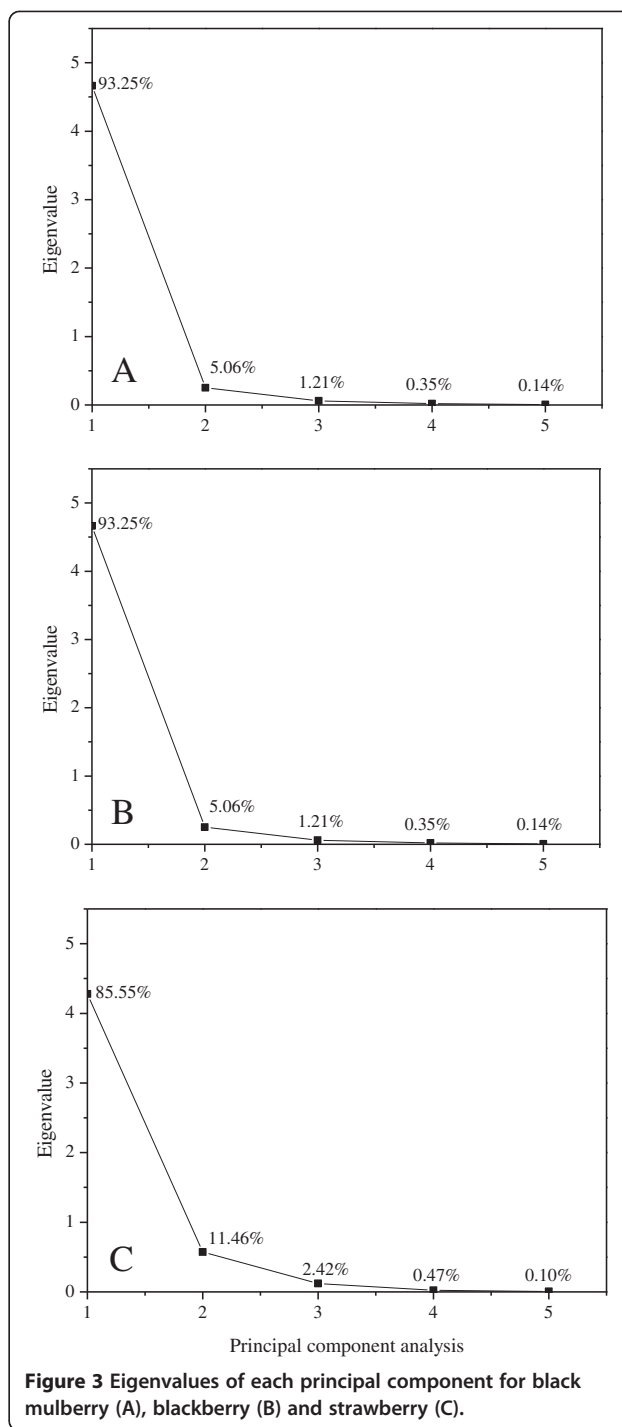 5
93.25%
4
3
Eigenvalue
2
1
A
5.06%
1.21%
0.35%
0.14%
0
1 2 3 4 5
5
93.25%
4
3
Eigenvalue
2
1
B
5.06%
1.21%
0.35%
0.14%
0
1 2 3 4 5
5
85.55%
4
3
Eigenvalue
2
1
C
11.46%
2.42%
0.47%
0.10%
0
1 2 3 4 5
Principal component analysis
Figure 3 Eigenvalues of each principal component for black
mulberry (A), blackberry (B) and strawberry (C).